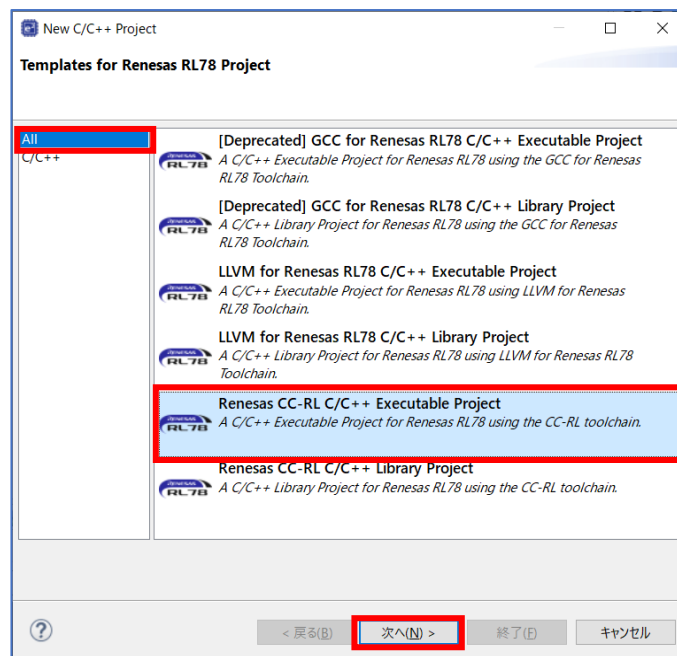 New C/C++ Project
Templates for Renesas RL78 Project
All
C/C++
[Deprecated] GCC for Renesas RL78 C/C++ Executable Project
A C/C++ Executable Project for Renesas RL78 using the GCC for Renesas
RL78 Toolchain.
[Deprecated] GCC for Renesas RL78 C/C++ Library Project
A C/C++ Library Project for Renesas RL78 using the GCC for Renesas
RL78 Toolchain.
LLVM for Renesas RL78 C/C++ Executable Project
A C/C++ Executable Project for Renesas RL78 using LLVM for Renesas
RL78 Toolchain.
LLVM for Renesas RL78 C/C++ Library Project
A C/C++ Library Project for Renesas RL78 using LLVM for Renesas RL78
Toolchain.
Renesas CC-RL C/C++ Executable Project
A C/C++ Executable Project for Renesas RL78 using the CC-RL toolchain.
Renesas CC-RL C/C++ Library Project
A C/C++ Library Project for Renesas RL78 using the CC-RL toolchain.
RL78
RL78
RL78
RL78
RL78
RL78
?
< 戻る(B)
次へ(N) >
終了(F)
キャンセル